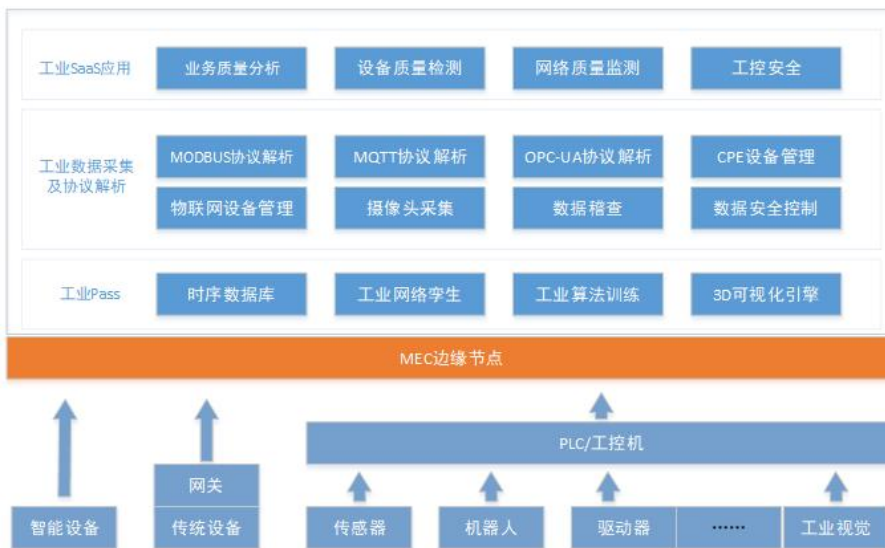 工业SaaS应用
业务质量分析
设备质量检测
网络质量监测
工控安全
工业数据采集
及协议解析
MODBUS协议解析
MQTT协议解析
OPC-UA协议解析
CPE设备管理
物联网设备管理
摄像头采集
数据稽查
数据安全控制
工业Pass
时序数据库
工业网络孪生
工业算法训练
3D可视化引擎
MEC边缘节点
PLC/工控机
网关
智能设备
传统设备
传感器
机器人
驱动器
······
工业视觉